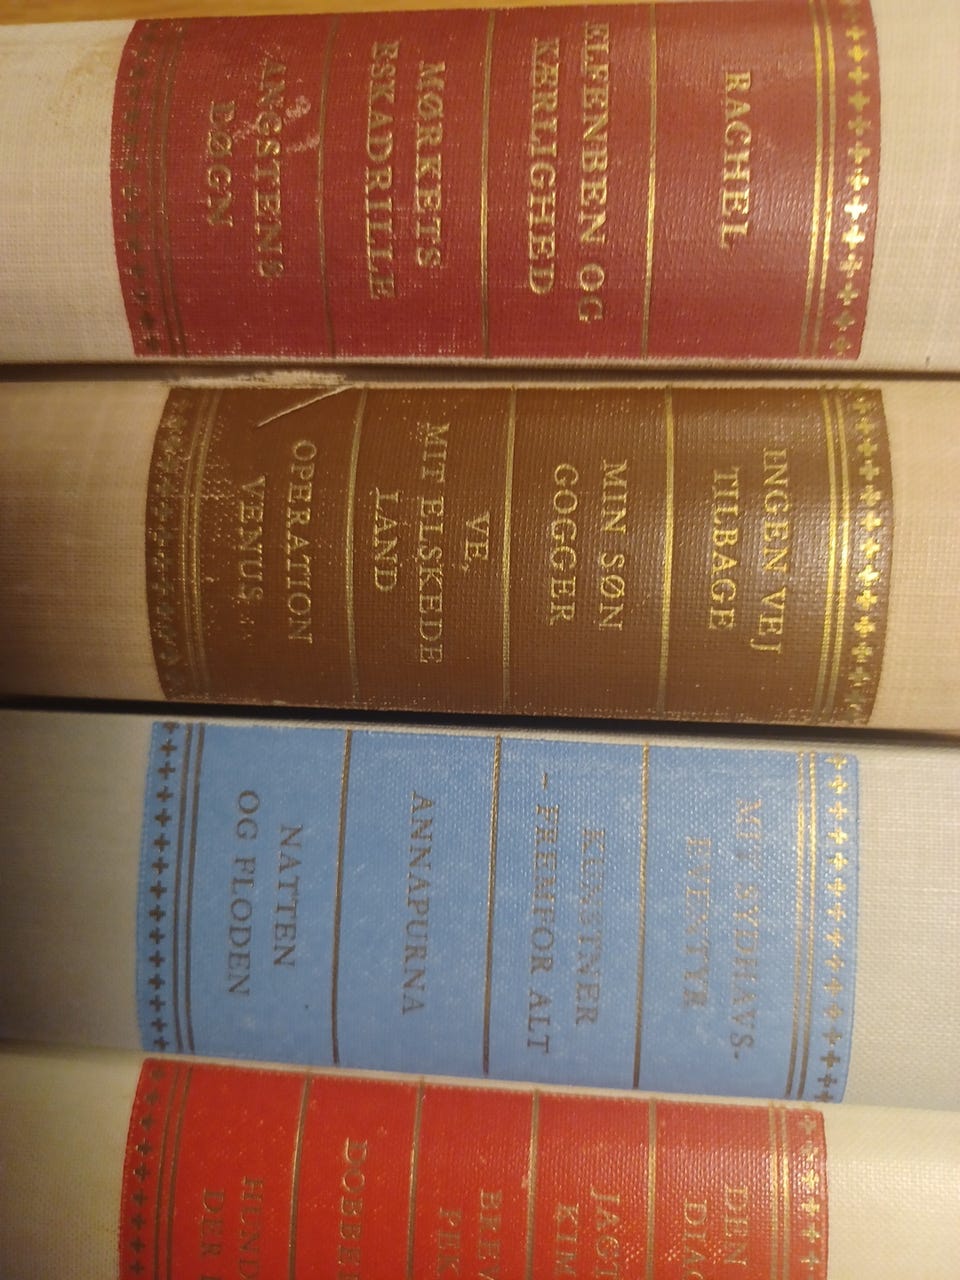 RACHEL
ELFENBEN OG
KÆRLIGHED
MØRKETS
ESKADRILLE
ANGSTENS
DØGN
INGEN VEJ
TILBAGE
MIN SØN
GOGGER
VE,
MIT ELSKEDE
LAND
OPERATION
VENUS
MIT SYDHAVS-
EVENTYR
KUNSTNER
- FREMFOR ALT
ANNAPURNA
NATTEN
OG FLODEN
DEN